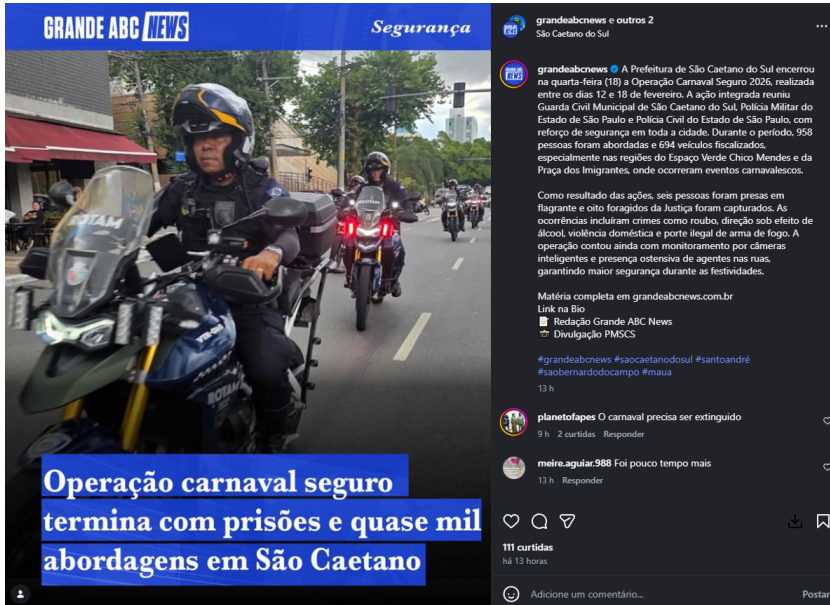 GRANDE ABC NEWS
Segurança
ROTAM
ROTAM
Operação carnaval seguro
termina com prisões e quase mil
abordagens em São Caetano
grandeabcnews e outros 2
São Caetano do Sul
grandeabcnews A Prefeitura de São Caetano do Sul encerrou
na quarta-feira (18) a Operação Carnaval Seguro 2026, realizada
entre os dias 12 e 18 de fevereiro. A ação integrada reuniu
Guarda Civil Municipal de São Caetano do Sul, Polícia Militar do
Estado de São Paulo e Polícia Civil do Estado de São Paulo, com
reforço de segurança em toda a cidade. Durante o período, 958
pessoas foram abordadas e 694 veículos fiscalizados,
especialmente nas regiões do Espaço Verde Chico Mendes e da
Praça dos Imigrantes, onde ocorreram eventos carnavalescos.
Como resultado das ações, seis pessoas foram presas em
flagrante e oito foragidos da Justiça foram capturados. As
ocorrências incluíram crimes como roubo, direção sob efeito de
álcool, violência doméstica e porte ilegal de arma de fogo. A
operação contou ainda com monitoramento por câmeras
inteligentes e presença ostensiva de agentes nas ruas,
garantindo maior segurança durante as festividades.
Matéria completa em grandeabcnews.com.br
Link na Bio
📝 Redação Grande ABC News
📸 Divulgação PMSCS
#grandeabcnews #saocaetanodosul #santoandré
#saobernardodocampo #maua
13 h
planetofapes O carnaval precisa ser extinguido
9 h 2 curtidas Responder
meire.aguiar.988 Foi pouco tempo mais
13 h Responder
111 curtidas
há 13 horas
Adicione um comentário...
Postar